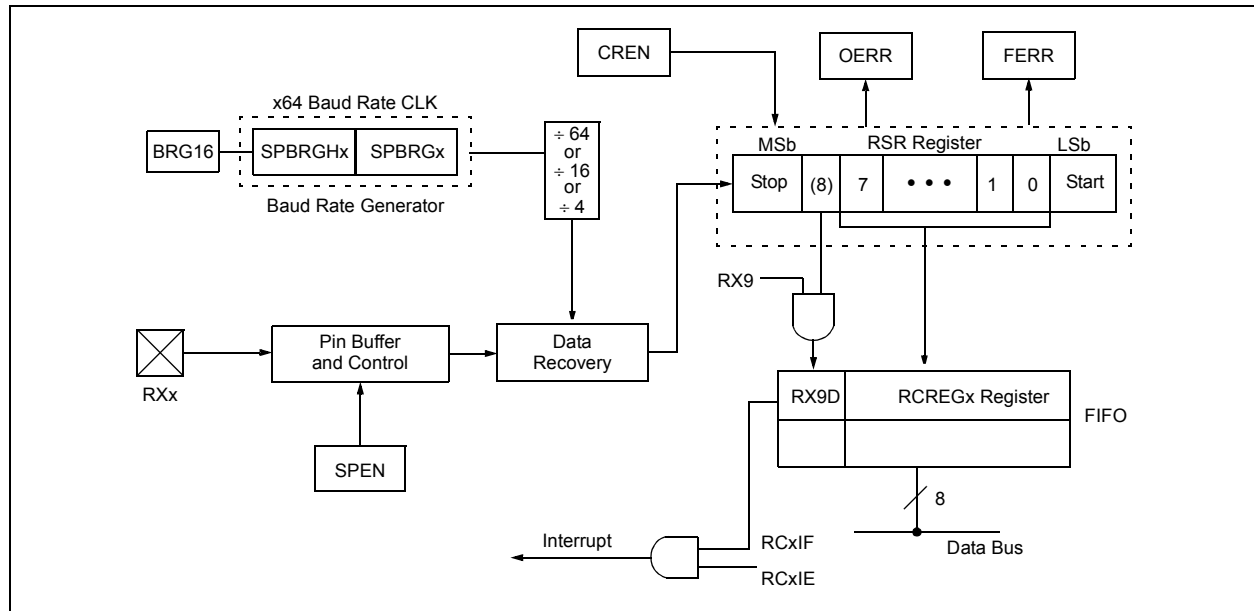 CREN
OERR
FERR
x64 Baud Rate CLK
BRG16
SPBRGHx
SPBRGx
Baud Rate Generator
÷ 64
or
÷ 16
or
÷ 4
MSb
RSR Register
LSb
Stop
(8)
7
• • •
1
0
Start
RX9
RXx
Pin Buffer
and Control
Data
Recovery
SPEN
RX9D
RCREGx Register
FIFO
8
Data Bus
Interrupt
RCxIF
RCxIE